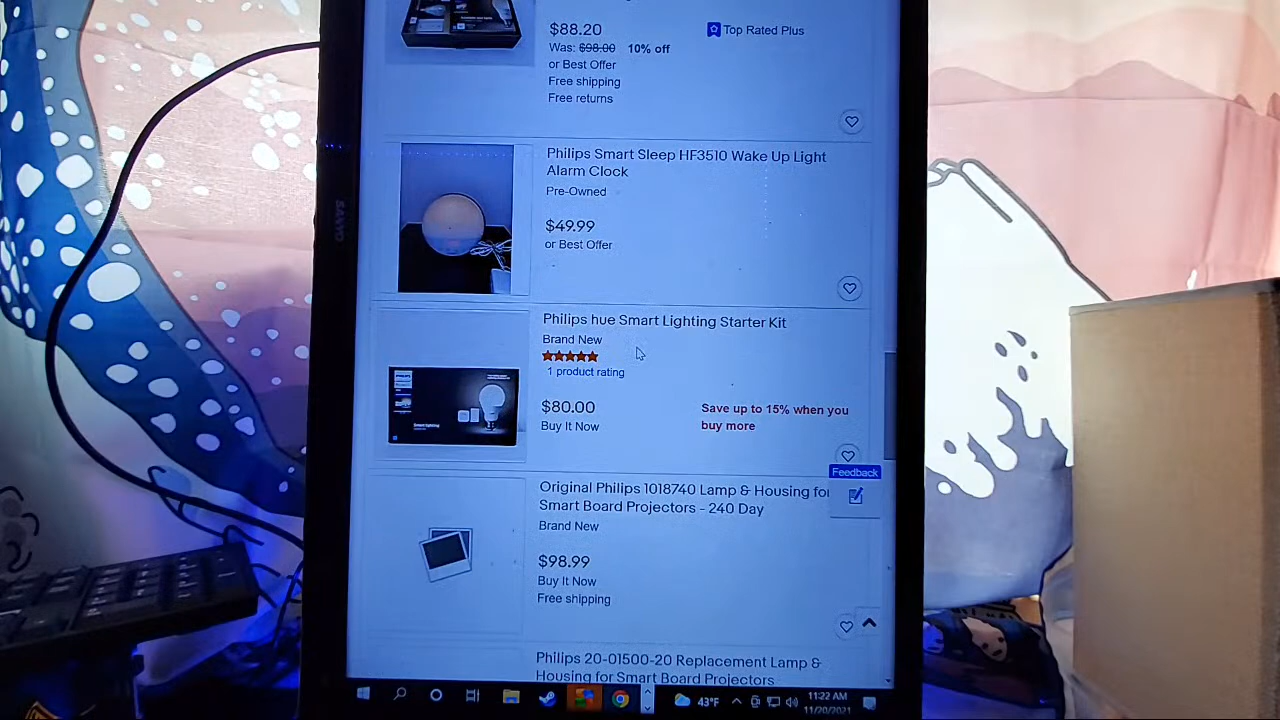 $88.20
Top Rated Plus
Was: $98.00 10% off
or Best Offer
Free shipping
Free returns
Philips Smart Sleep HF3510 Wake Up Light
Alarm Clock
Pre-Owned
$49.99
or Best Offer
SANYO
Philips hue Smart Lighting Starter Kit
Brand New
1 product rating
$80.00
Buy It Now
Save up to 15% when you
buy more
Feedback
Original Philips 1018740 Lamp & Housing for
Smart Board Projectors - 240 Day
Brand New
$98.99
Buy It Now
Free shipping
Philips 20-01500-20 Replacement Lamp &
Housing for Smart Board Projectors
43°F
11:22 AM
11/20/2021